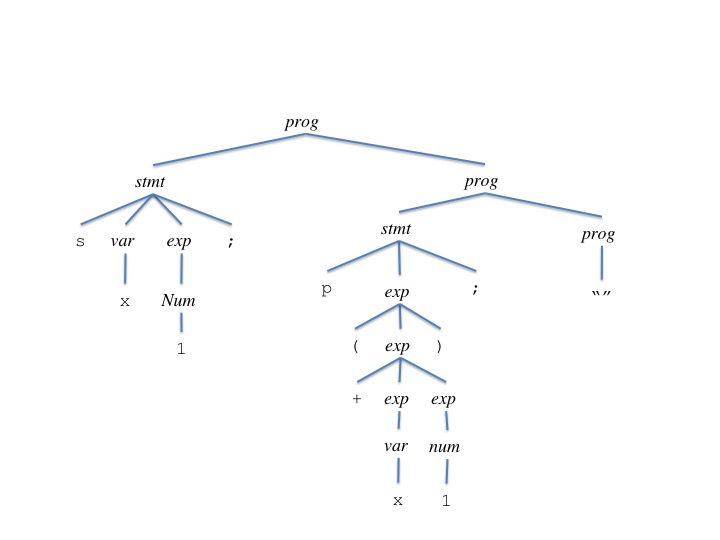 prog
stmt prog
stmt prog
s var exp ;
p exp ; “”
x Num
( exp )
1
+ exp exp
var num
x 1